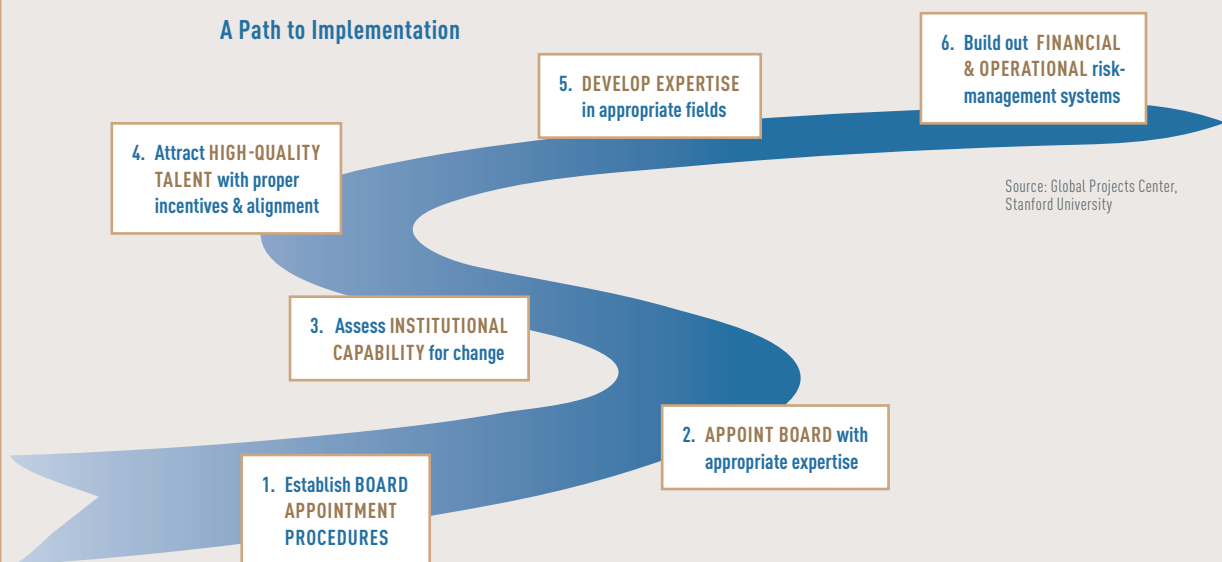 A Path to Implementation
1. Establish BOARD
APPOINTMENT
PROCEDURES
2. APPOINT BOARD with
appropriate expertise
3. Assess INSTITUTIONAL
CAPABILITY for change
4. Attract HIGH-QUALITY
TALENT with proper
incentives & alignment
5. DEVELOP EXPERTISE
in appropriate fields
6. Build out FINANCIAL
& OPERATIONAL risk-
management systems
Source: Global Projects Center,
Stanford University